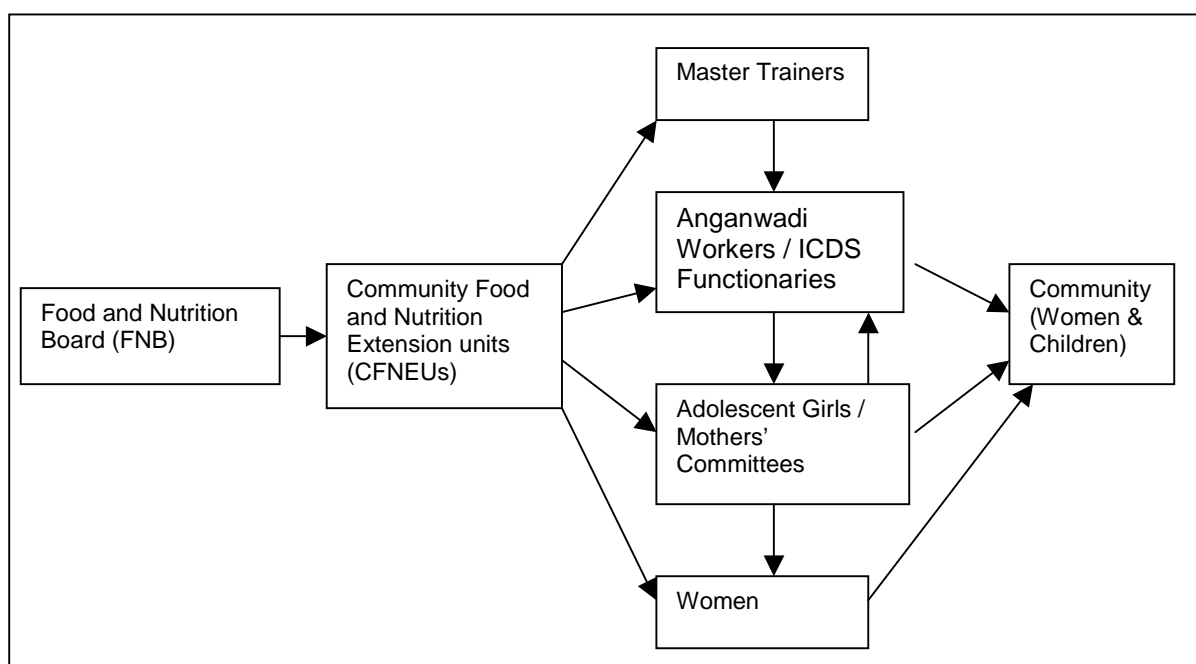 Master Trainers
Anganwadi
Workers / ICDS
Functionaries
Food and Nutrition
Board (FNB)
Community Food
and Nutrition
Extension units
(CFNEUs)
Community
(Women &
Children)
Adolescent Girls /
Mothers’
Committees
Women